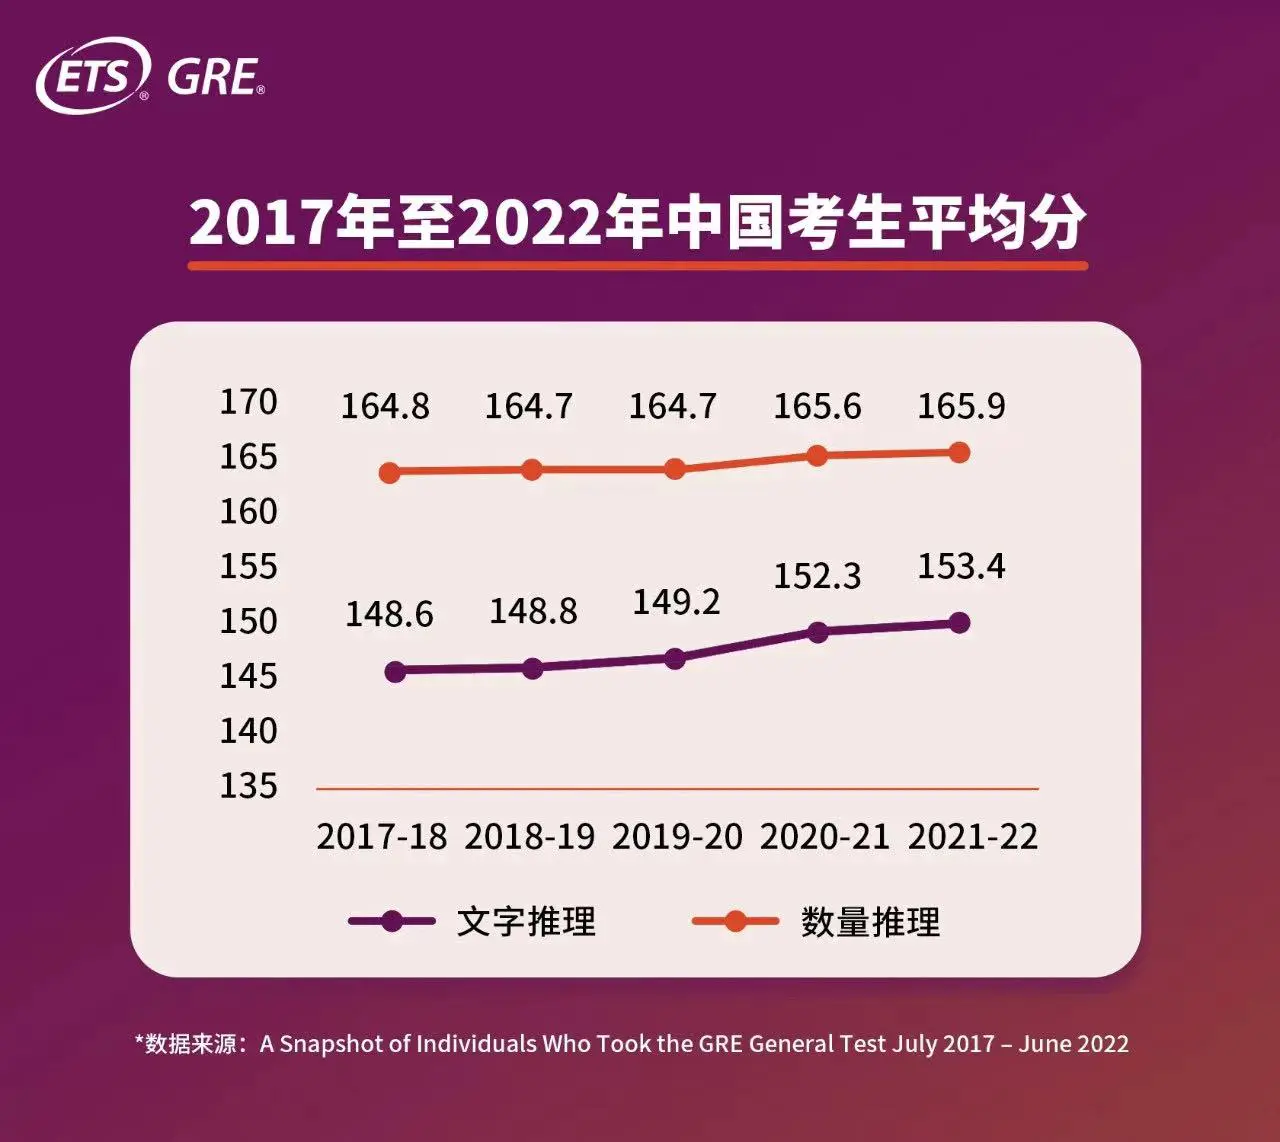 ETS® GRE®
2017年至2022年中国考生平均分
170
165
160
155
150
145
140
135
164.8 164.7 164.7 165.6 165.9
148.6 148.8 149.2 152.3 153.4
2017-18 2018-19 2019-20 2020-21 2021-22
文字推理 数量推理
*数据来源：A Snapshot of Individuals Who Took the GRE General Test July 2017 – June 2022